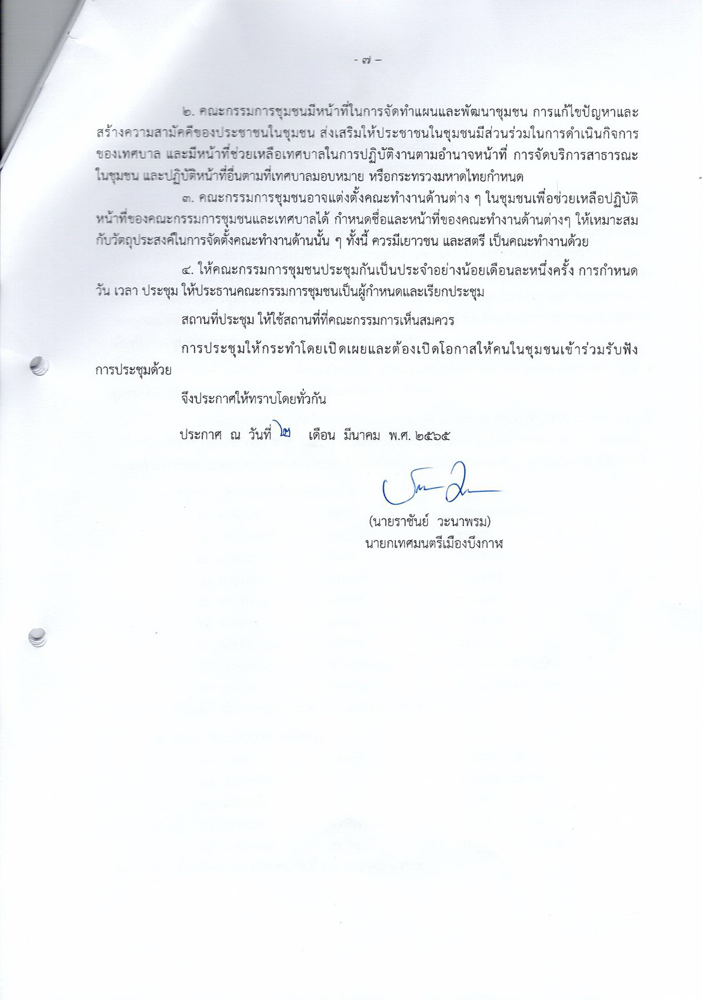 - ๗ –
๒. คณะกรรมการชุมชนมีหน้าที่ในการจัดทำแผนและพัฒนาชุมชน การแก้ไขปัญหาและ
สร้างความสามัคคีของประชาชนในชุมชน ส่งเสริมให้ประชาชนในชุมชนมีส่วนร่วมในการดำเนินกิจการ
ของเทศบาล และมีหน้าที่ช่วยเหลือเทศบาลในการปฏิบัติงานตามอำนาจหน้าที่ การจัดบริการสาธารณะ
ในชุมชน และปฏิบัติหน้าที่อื่นตามที่เทศบาลมอบหมาย หรือกระทรวงมหาดไทยกำหนด
๓. คณะกรรมการชุมชนอาจแต่งตั้งคณะทำงานด้านต่าง ๆ ในชุมชนเพื่อช่วยเหลือปฏิบัติ
หน้าที่ของคณะกรรมการชุมชนและเทศบาลได้ กำหนดชื่อและหน้าที่ของคณะทำงานด้านต่างๆ ให้เหมาะสม
กับวัตถุประสงค์ในการจัดตั้งคณะทำงานด้านนั้น ๆ ทั้งนี้ ควรมีเยาวชน และสตรี เป็นคณะทำงานด้วย
๔. ให้คณะกรรมการชุมชนประชุมกันเป็นประจำอย่างน้อยเดือนละหนึ่งครั้ง การกำหนด
วัน เวลา ประชุม ให้ประธานคณะกรรมการชุมชนเป็นผู้กำหนดและเรียกประชุม
สถานที่ประชุม ให้ใช้สถานที่ที่คณะกรรมการเห็นสมควร
การประชุมให้กระทำโดยเปิดเผยและต้องเปิดโอกาสให้คนในชุมชนเข้าร่วมรับฟัง
การประชุมด้วย
จึงประกาศให้ทราบโดยทั่วกัน
ประกาศ ณ วันที่ ๒ เดือน มีนาคม พ.ศ. ๒๕๖๕
(นายราชันย์ วะนาพรม)
นายกเทศมนตรีเมืองบึงกาฬ